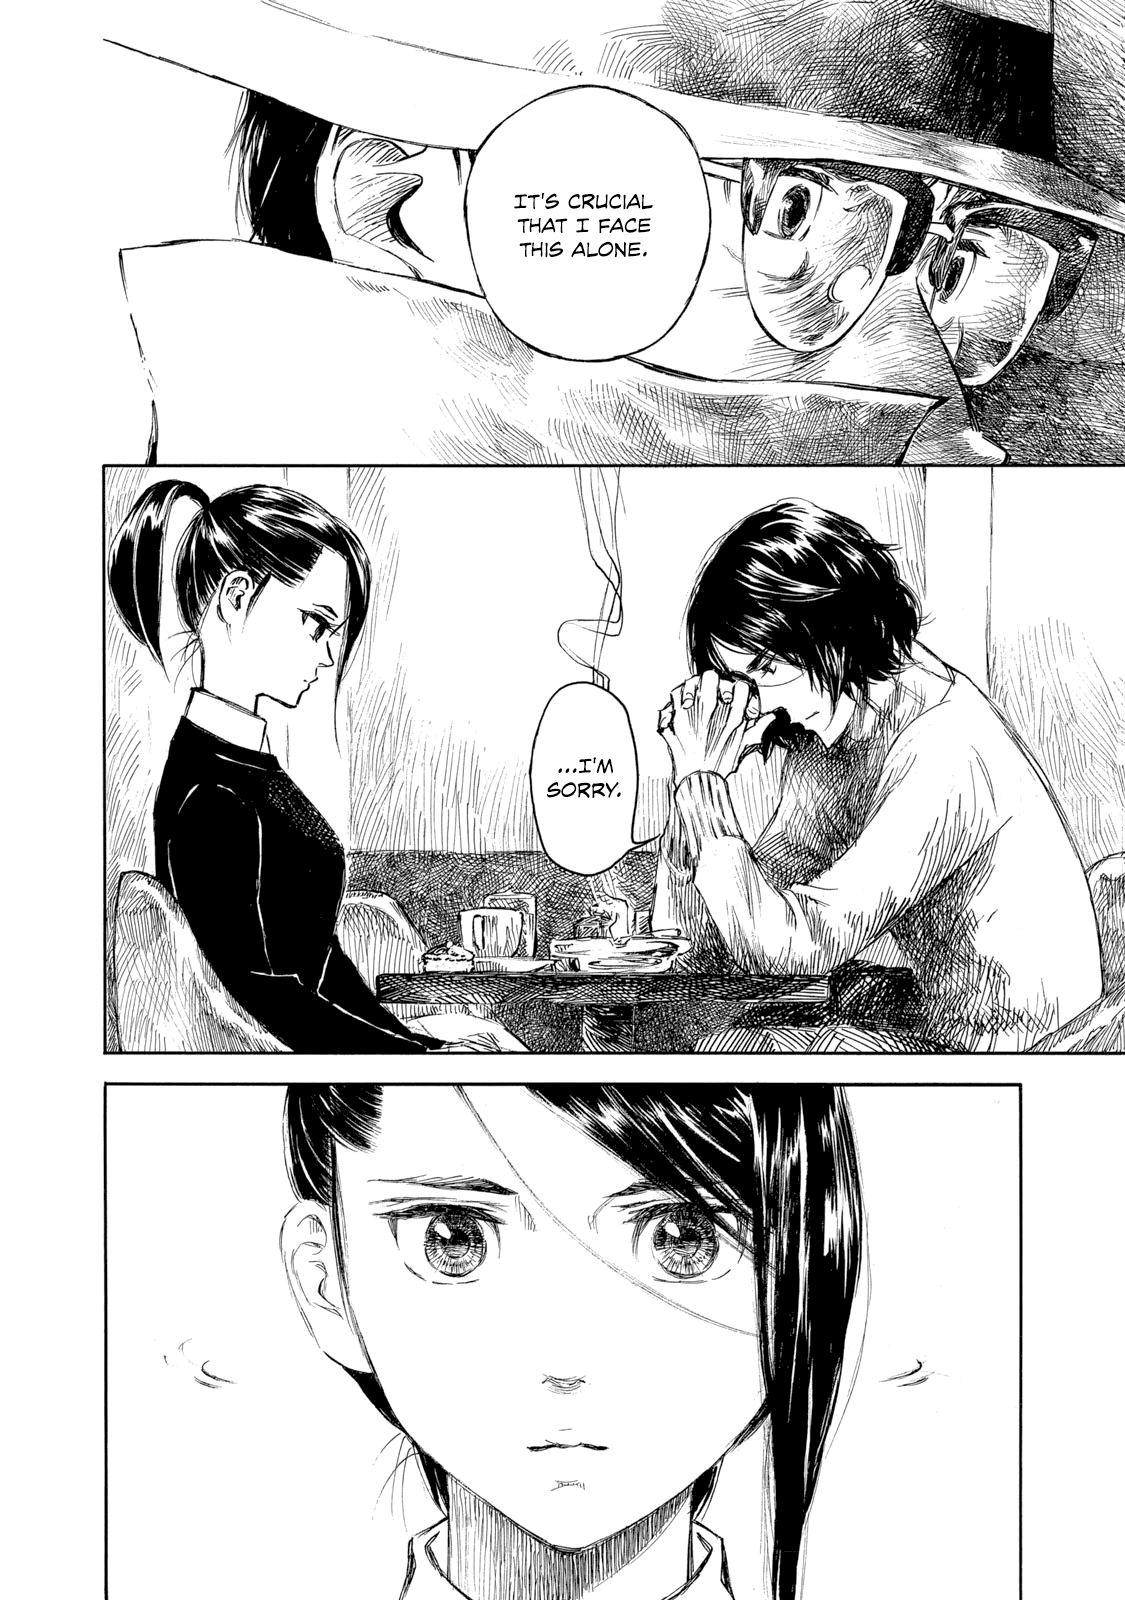 IT'S CRUCIAL
THAT I FACE
THIS ALONE.
...I'M
SORRY.